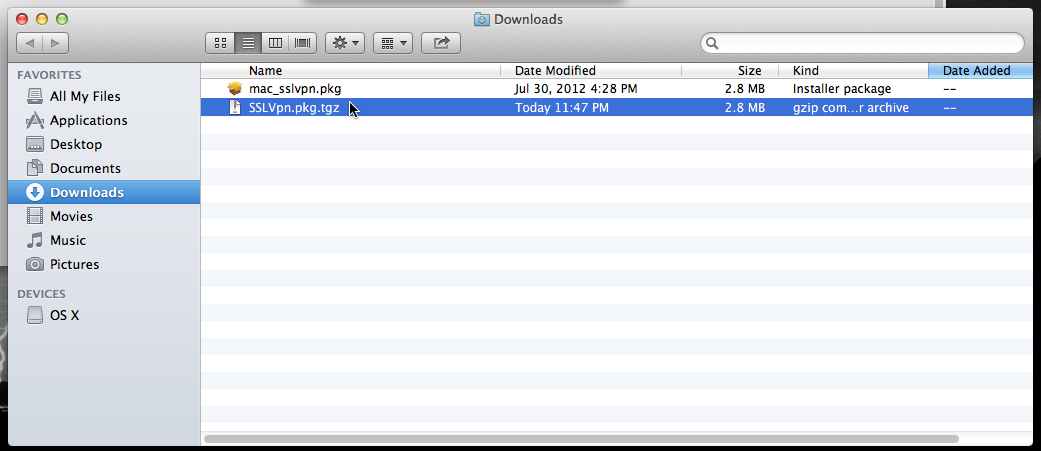 Downloads
FAVORITES
All My Files
Applications
Desktop
Documents
Downloads
Movies
Music
Pictures
DEVICES
OS X
Name Date Modified Size Kind Date Added
mac_sslvpn.pkg Jul 30, 2012 4:28 PM 2.8 MB Installer package --
SSLVpn.pkg.tgz Today 11:47 PM 2.8 MB gzip com...r archive --